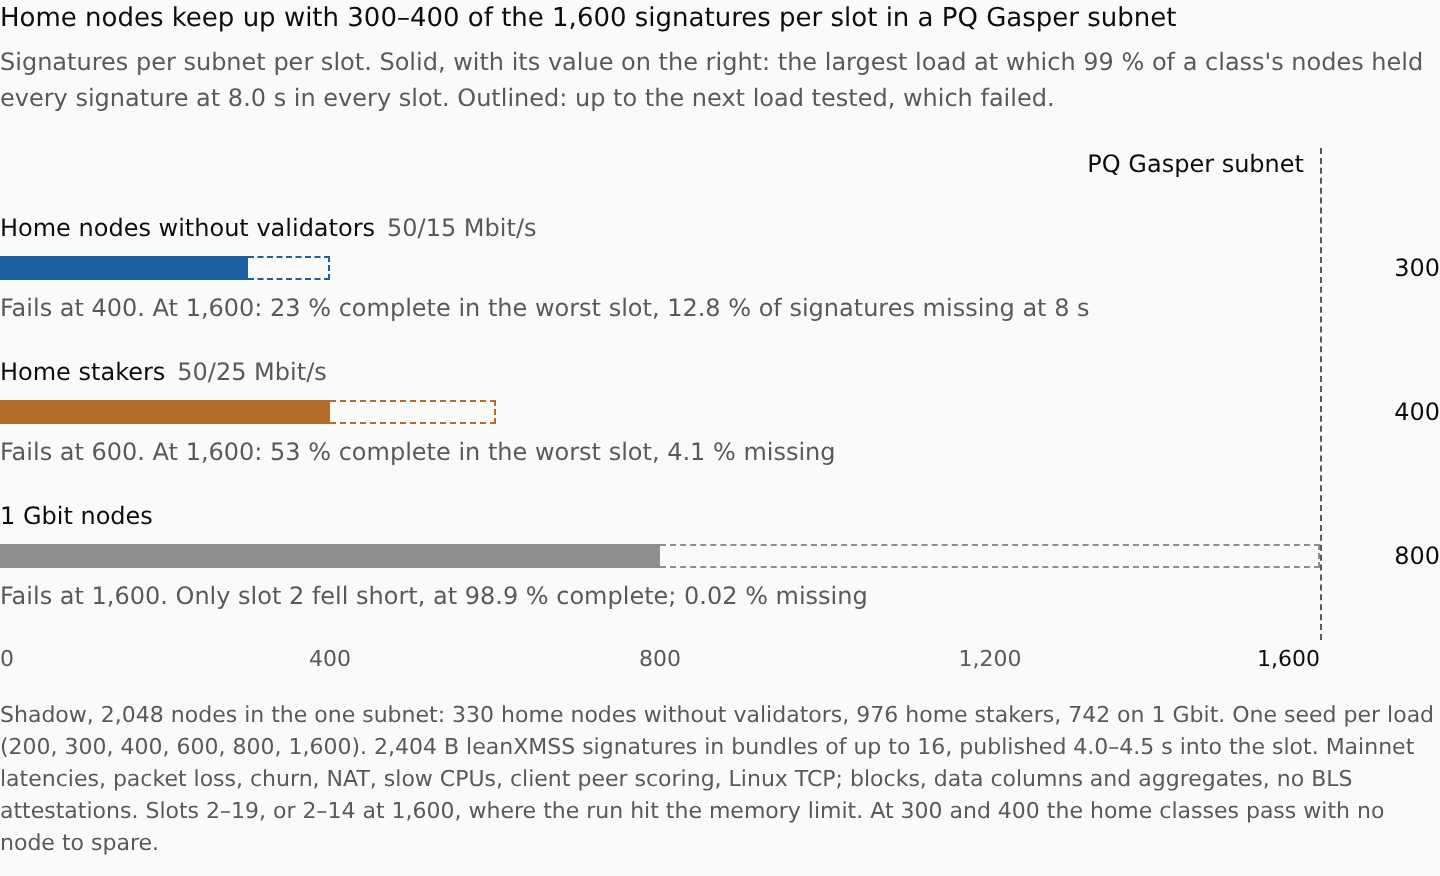 Home nodes keep up with 300–400 of the 1,600 signatures per slot in a PQ Gasper subnet
Signatures per subnet per slot. Solid, with its value on the right: the largest load at which 99 % of a class's nodes held
every signature at 8.0 s in every slot. Outlined: up to the next load tested, which failed.
PQ Gasper subnet
Home nodes without validators 50/15 Mbit/s
300
Fails at 400. At 1,600: 23 % complete in the worst slot, 12.8 % of signatures missing at 8 s
Home stakers 50/25 Mbit/s
400
Fails at 600. At 1,600: 53 % complete in the worst slot, 4.1 % missing
1 Gbit nodes
800
Fails at 1,600. Only slot 2 fell short, at 98.9 % complete; 0.02 % missing
0 400 800 1,200 1,600
Shadow, 2,048 nodes in the one subnet: 330 home nodes without validators, 976 home stakers, 742 on 1 Gbit. One seed per load
(200, 300, 400, 600, 800, 1,600). 2,404 B leanXMSS signatures in bundles of up to 16, published 4.0–4.5 s into the slot. Mainnet
latencies, packet loss, churn, NAT, slow CPUs, client peer scoring, Linux TCP; blocks, data columns and aggregates, no BLS
attestations. Slots 2–19, or 2–14 at 1,600, where the run hit the memory limit. At 300 and 400 the home classes pass with no
node to spare.